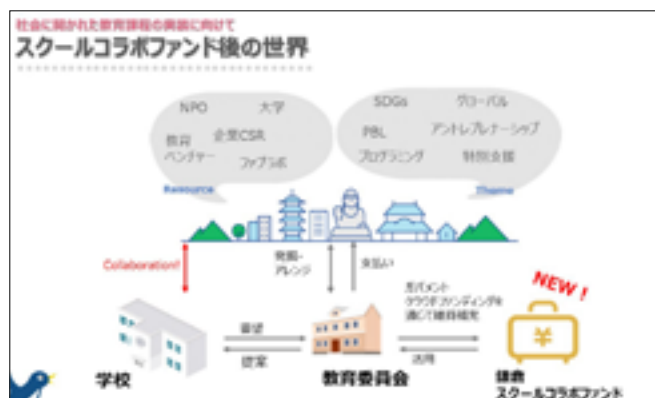 社会に開かれた教育課程の実装に向けて
スクールコラボファンド後の世界
NPO
大学
教育
ベンチャー
企業CSR
ファブラボ
Resource
SDGs
グローバル
PBL
アントレプレナーシップ
プログラミング
特別支援
Theme
Collaboration!
発掘・
アレンジ
支払い
ガバメント
クラウドファンディングを
通じて継続補充
NEW!
要望
提案
活用
学校
教育委員会
鎌倉
スクールコラボファンド